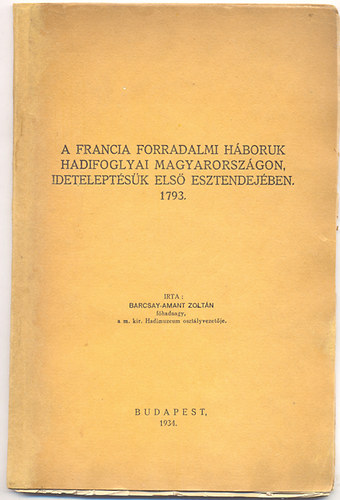 A FRANCIA FORRADALMI HÁBORUK
HADIFOGLYAI MAGYARORSZÁGON,
IDETELEPTÉSÜK ELSŐ ESZTENDEJÉBEN.
1793.
IRTA:
BARCSAY-AMANT ZOLTÁN
főhadnagy,
a m. kir. Hadimuzeum osztályvezetője.
BUDAPEST,
1934.